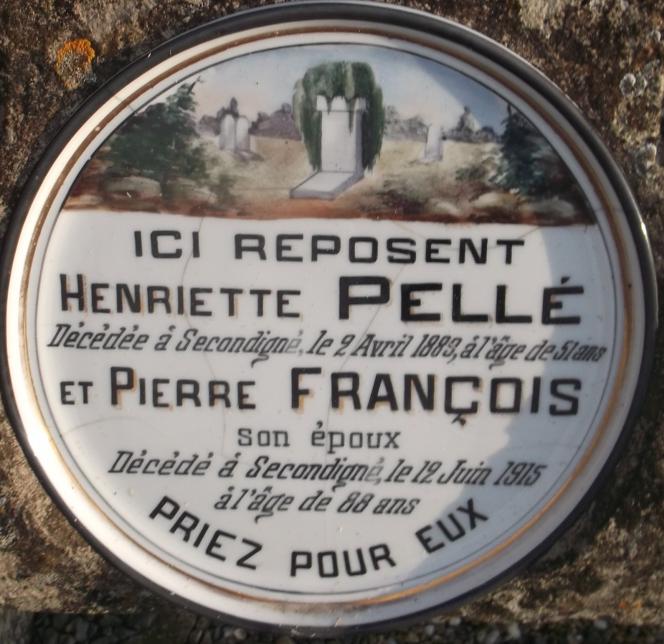 ICI REPOSENT
HENRIETTE PELLÉ
Décédée á Secondigné, le 2 Avril 1883, á l'âge de 51 ans
ET PIERRE FRANÇOIS
son époux
Décédé á Secondigné, le 12 Juin 1915
á l'âge de 88 ans
PRIEZ POUR EUX